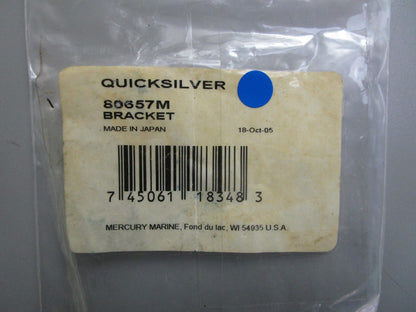 QUICKSILVER
80657M
BRACKET
MADE IN JAPAN 18-Oct-05
7 45061 18348 3
MERCURY MARINE, Fond du lac, WI 54935 U.S.A